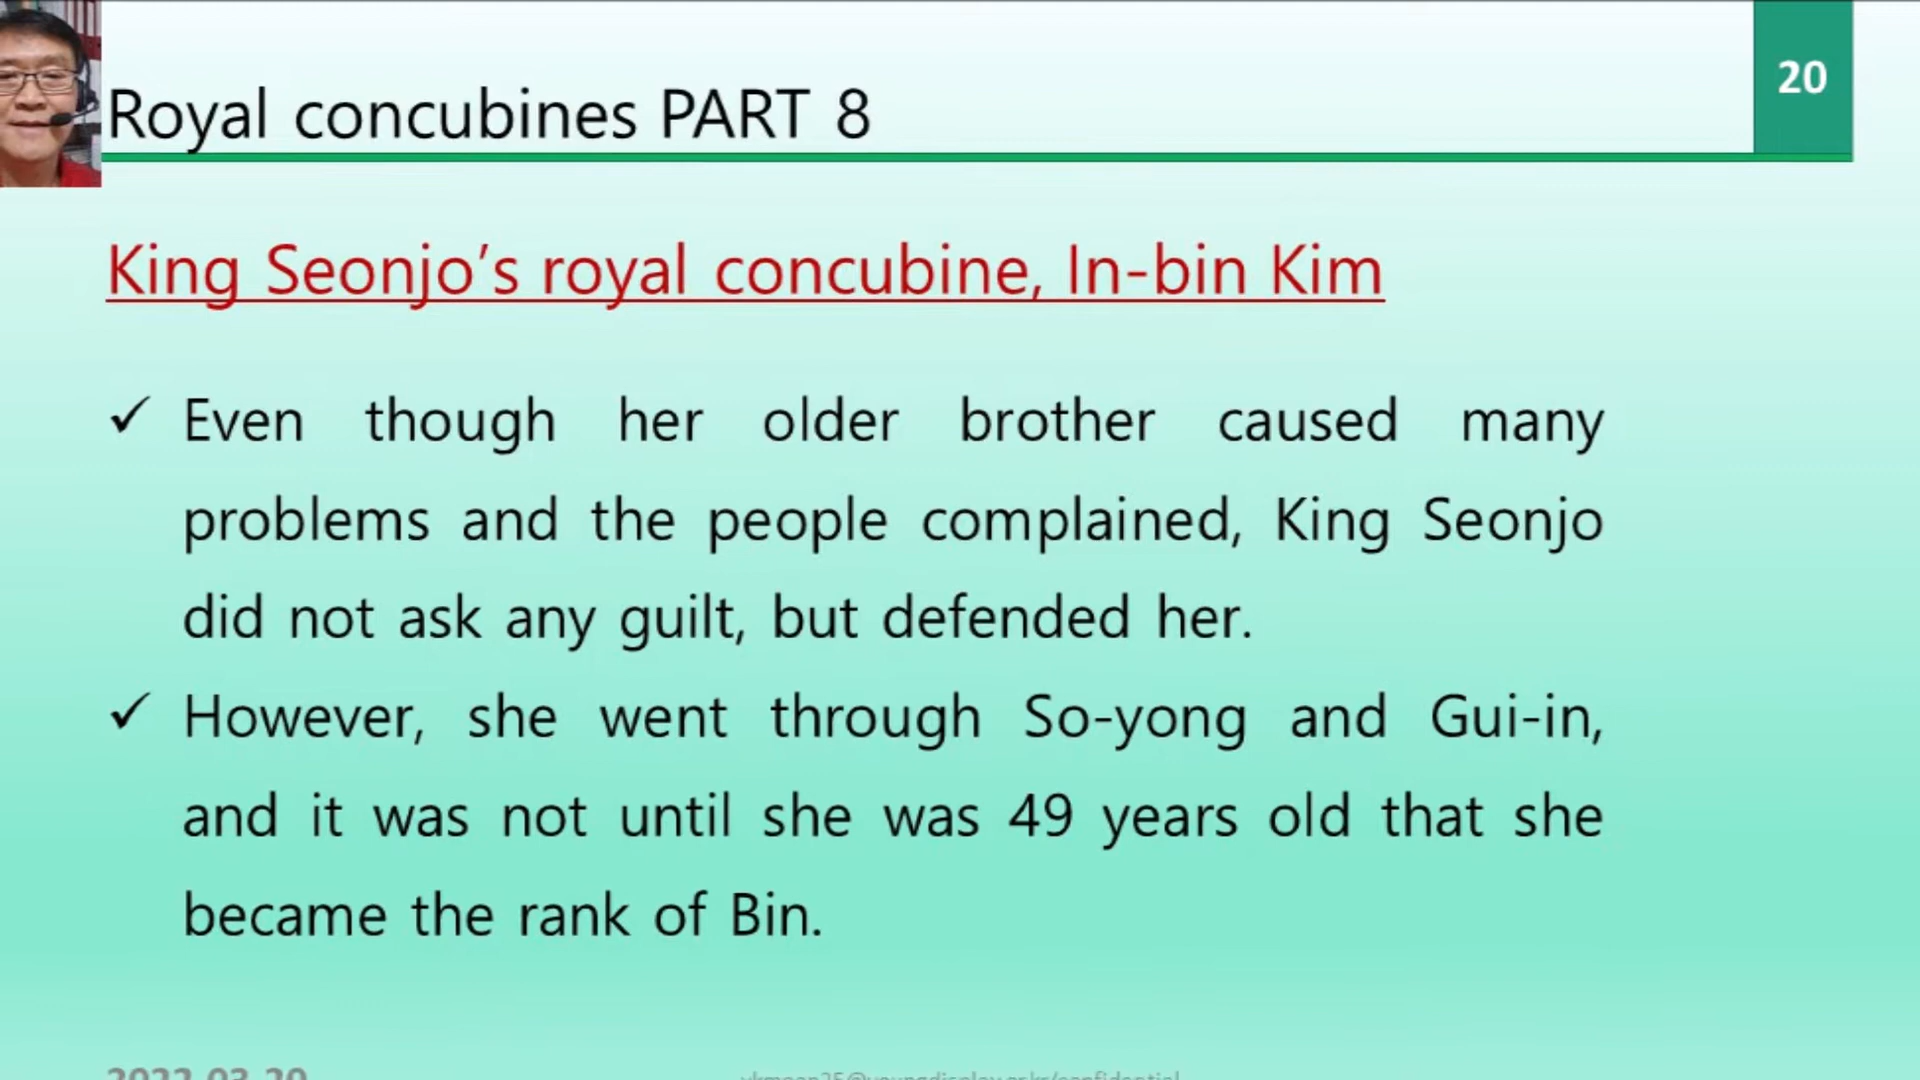 20
Royal concubines PART 8
King Seonjo's royal concubine, In-bin Kim
✓ Even though her older brother caused many
problems and the people complained, King Seonjo
did not ask any guilt, but defended her.
✓ However, she went through So-yong and Gui-in,
and it was not until she was 49 years old that she
became the rank of Bin.
2022-03-20